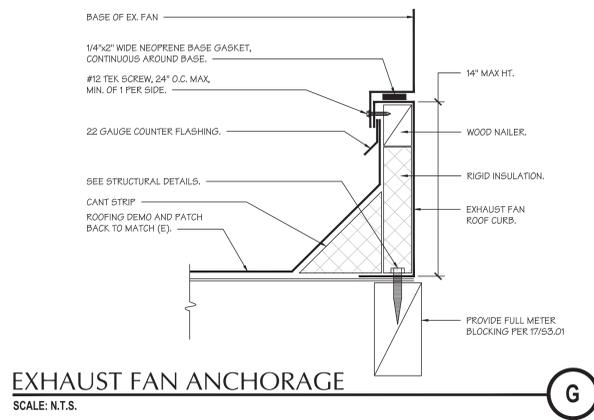 BASE OF EX. FAN
1/4"x2" WIDE NEOPRENE BASE GASKET,
CONTINUOUS AROUND BASE.
#12 TEK SCREW, 24" O.C. MAX,
MIN. OF 1 PER SIDE.
22 GAUGE COUNTER FLASHING.
SEE STRUCTURAL DETAILS.
CANT STRIP
ROOFING DEMO AND PATCH
BACK TO MATCH (E).
14" MAX HT.
WOOD NAILER.
RIGID INSULATION.
EXHAUST FAN
ROOF CURB.
PROVIDE FULL METER
BLOCKING PER 17/S3.01
EXHAUST FAN ANCHORAGE
SCALE: N.T.S.
G